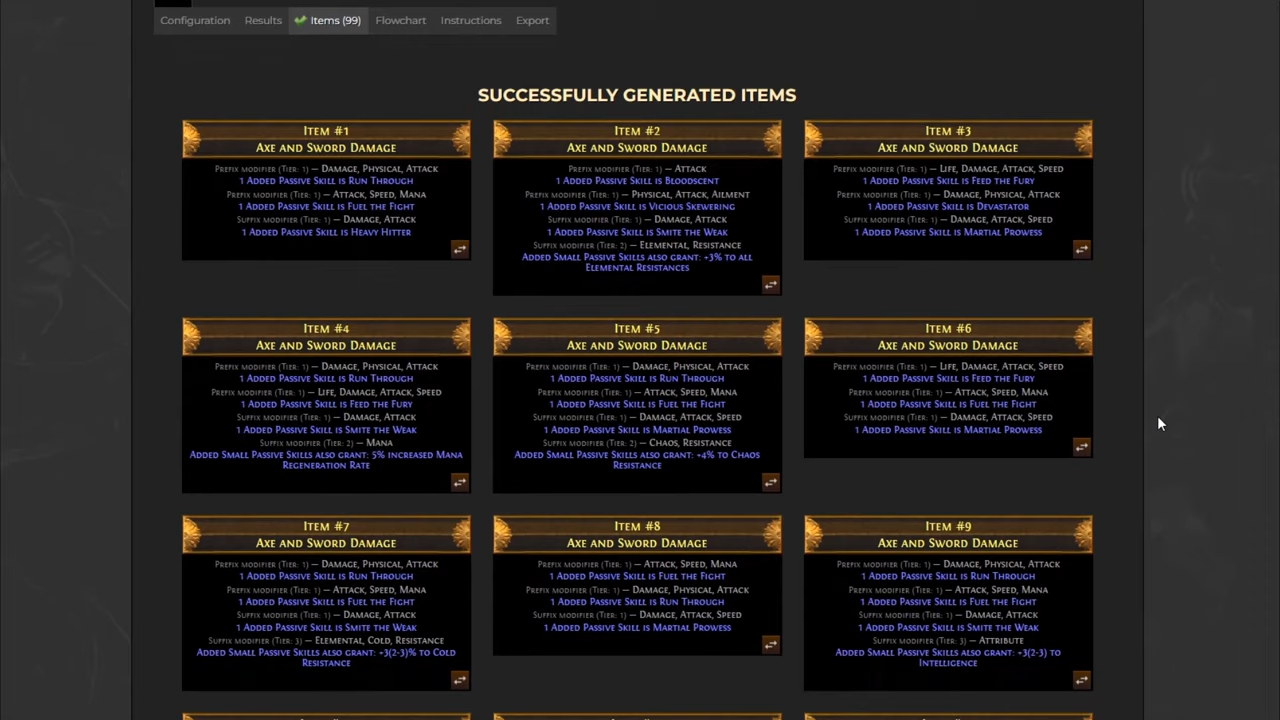 Configuration Results Items (99) Flowchart Instructions Export
SUCCESSFULLY GENERATED ITEMS
Item #1
Axe and Sword Damage
Prefix modifier (Tier: 1) — Damage, Physical, Attack
1 Added Passive Skill is Run Through
Prefix modifier (Tier: 1) — Attack, Speed, Mana
1 Added Passive Skill is Fuel the Fight
Suffix modifier (Tier: 1) — Damage, Attack
1 Added Passive Skill is Heavy Hitter
Item #2
Axe and Sword Damage
Prefix modifier (Tier: 1) — Attack
1 Added Passive Skill is Bloodscent
Prefix modifier (Tier: 1) — Physical, Attack, Ailment
1 Added Passive Skill is Vicious Skewering
Suffix modifier (Tier: 1) — Damage, Attack
1 Added Passive Skill is Smite the Weak
Suffix modifier (Tier: 2) — Elemental, Resistance
Added Small Passive Skills also grant: +3% to all
Elemental Resistances
Item #3
Axe and Sword Damage
Prefix modifier (Tier: 1) — Life, Damage, Attack, Speed
1 Added Passive Skill is Feed the Fury
Prefix modifier (Tier: 1) — Damage, Physical, Attack
1 Added Passive Skill is Devastator
Suffix modifier (Tier: 1) — Damage, Attack, Speed
1 Added Passive Skill is Martial Prowess
Item #4
Axe and Sword Damage
Prefix modifier (Tier: 1) — Damage, Physical, Attack
1 Added Passive Skill is Run Through
Prefix modifier (Tier: 1) — Life, Damage, Attack, Speed
1 Added Passive Skill is Feed the Fury
Suffix modifier (Tier: 1) — Damage, Attack
1 Added Passive Skill is Smite the Weak
Suffix modifier (Tier: 2) — Mana
Added Small Passive Skills also grant: 5% increased Mana
Regeneration Rate
Item #5
Axe and Sword Damage
Prefix modifier (Tier: 1) — Damage, Physical, Attack
1 Added Passive Skill is Run Through
Prefix modifier (Tier: 1) — Attack, Speed, Mana
1 Added Passive Skill is Fuel the Fight
Suffix modifier (Tier: 1) — Damage, Attack, Speed
1 Added Passive Skill is Martial Prowess
Suffix modifier (Tier: 2) — Chaos, Resistance
Added Small Passive Skills also grant: +4% to Chaos
Resistance
Item #6
Axe and Sword Damage
Prefix modifier (Tier: 1) — Life, Damage, Attack, Speed
1 Added Passive Skill is Feed the Fury
Prefix modifier (Tier: 1) — Attack, Speed, Mana
1 Added Passive Skill is Fuel the Fight
Suffix modifier (Tier: 1) — Damage, Attack, Speed
1 Added Passive Skill is Martial Prowess
Item #7
Axe and Sword Damage
Prefix modifier (Tier: 1) — Damage, Physical, Attack
1 Added Passive Skill is Run Through
Prefix modifier (Tier: 1) — Attack, Speed, Mana
1 Added Passive Skill is Fuel the Fight
Suffix modifier (Tier: 1) — Damage, Attack
1 Added Passive Skill is Smite the Weak
Suffix modifier (Tier: 3) — Elemental, Cold, Resistance
Added Small Passive Skills also grant: +3(2-3)% to Cold
Resistance
Item #8
Axe and Sword Damage
Prefix modifier (Tier: 1) — Attack, Speed, Mana
1 Added Passive Skill is Fuel the Fight
Prefix modifier (Tier: 1) — Damage, Physical, Attack
1 Added Passive Skill is Run Through
Suffix modifier (Tier: 1) — Damage, Attack, Speed
1 Added Passive Skill is Martial Prowess
Item #9
Axe and Sword Damage
Prefix modifier (Tier: 1) — Damage, Physical, Attack
1 Added Passive Skill is Run Through
Prefix modifier (Tier: 1) — Attack, Speed, Mana
1 Added Passive Skill is Fuel the Fight
Suffix modifier (Tier: 1) — Damage, Attack
1 Added Passive Skill is Smite the Weak
Suffix modifier (Tier: 3) — Attribute
Added Small Passive Skills also grant: +3(2-3) to
Intelligence